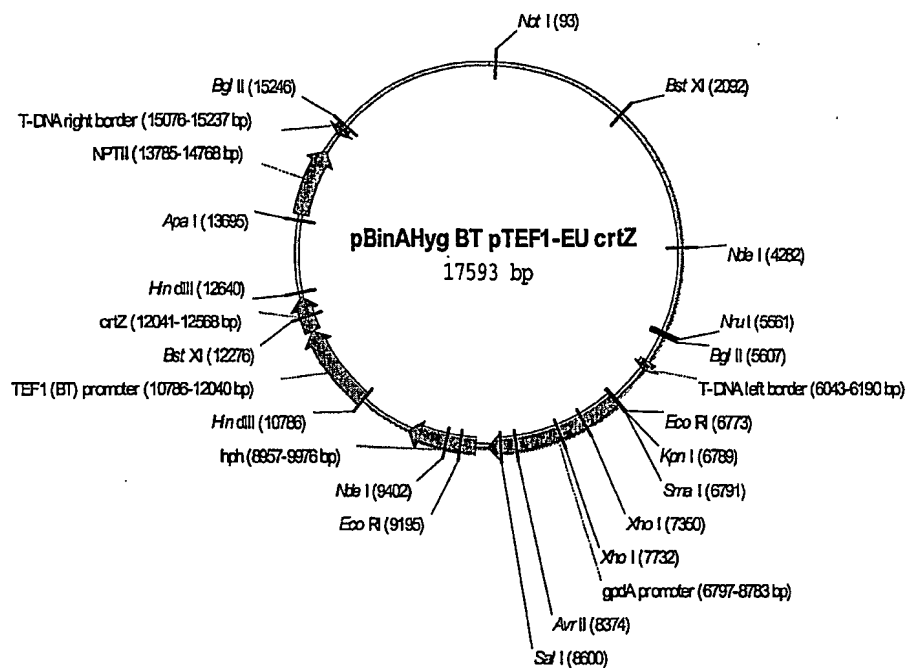 Not I (93)
Bgl II (15246)
Bst XI (2092)
T-DNA right border (15076-15237 bp)
NPTII (13785-14768 bp)
Apa I (13695)
pBinAHyg BT pTEF1-EU crtZ
17593 bp
Nde I (4282)
Hin dIII (12640)
crtZ (12041-12568 bp)
Nru I (5561)
Bst XI (12276)
Bgl II (5607)
TEF1 (BT) promoter (10786-12040 bp)
T-DNA left border (6043-6190 bp)
Hin dIII (10786)
Eco RI (6773)
hph (8957-9976 bp)
Kpn I (6789)
Nde I (9402)
Sma I (6791)
Eco RI (9195)
Xho I (7360)
Xho I (7732)
gpdA promoter (6797-8783 bp)
Avr II (8374)
Sal I (8600)